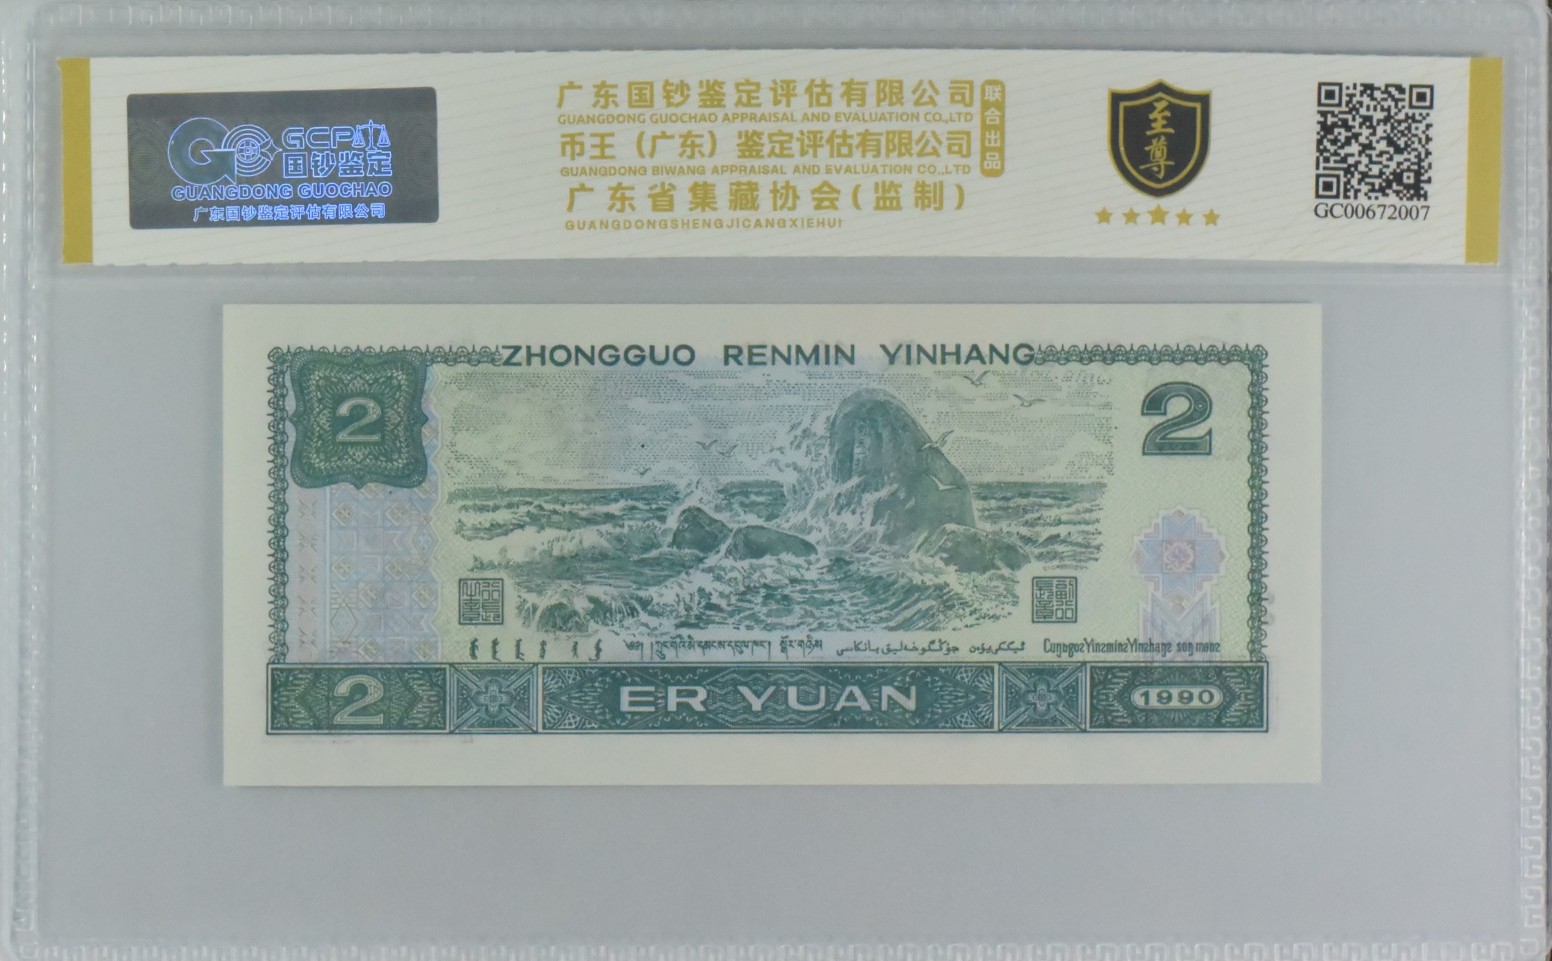 GCP
国钞鉴定
GUANGDONG GUOCHAO
广东国钞鉴定评估有限公司
广东国钞鉴定评估有限公司
GUANGDONG GUOCHAO APPRAISAL AND EVALUATION CO.,LTD
币王（广东）鉴定评估有限公司
GUANGDONG BIWANG APPRAISAL AND EVALUATION CO.,LTD
广东省集藏协会(监制)
GUANGDONGSHENGJICANGXIEHUI
联合出品
至尊
GC00672007
ZHONGGUO RENMIN YINHANG
2
2
2
ER YUAN
1990